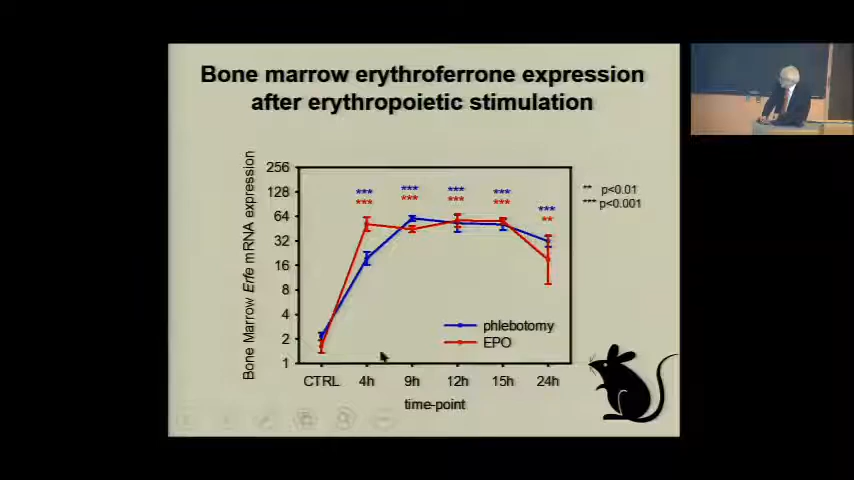 Bone marrow erythroferrone expression
after erythropoietic stimulation
Bone Marrow Erfe mRNA expression
256
128
64
32
16
8
4
2
1
*** *** *** *** ***
*** *** *** *** **
** p<0.01
*** p<0.001
phlebotomy
EPO
CTRL 4h 9h 12h 15h 24h
time-point